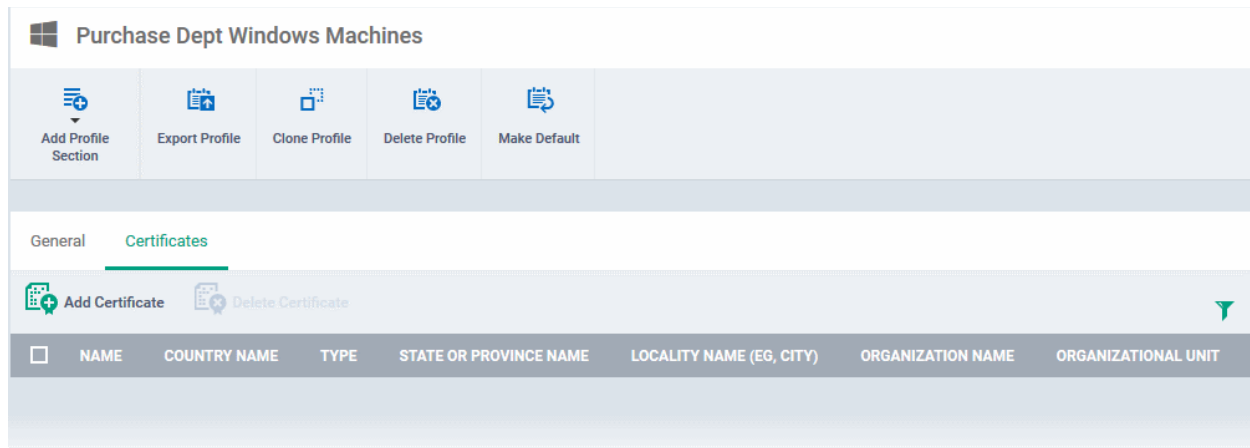 Purchase Dept Windows Machines
Add Profile
Section
Export Profile
Clone Profile
Delete Profile
Make Default
General
Certificates
Add Certificate
Delete Certificate
NAME
COUNTRY NAME
TYPE
STATE OR PROVINCE NAME
LOCALITY NAME (EG, CITY)
ORGANIZATION NAME
ORGANIZATIONAL UNIT